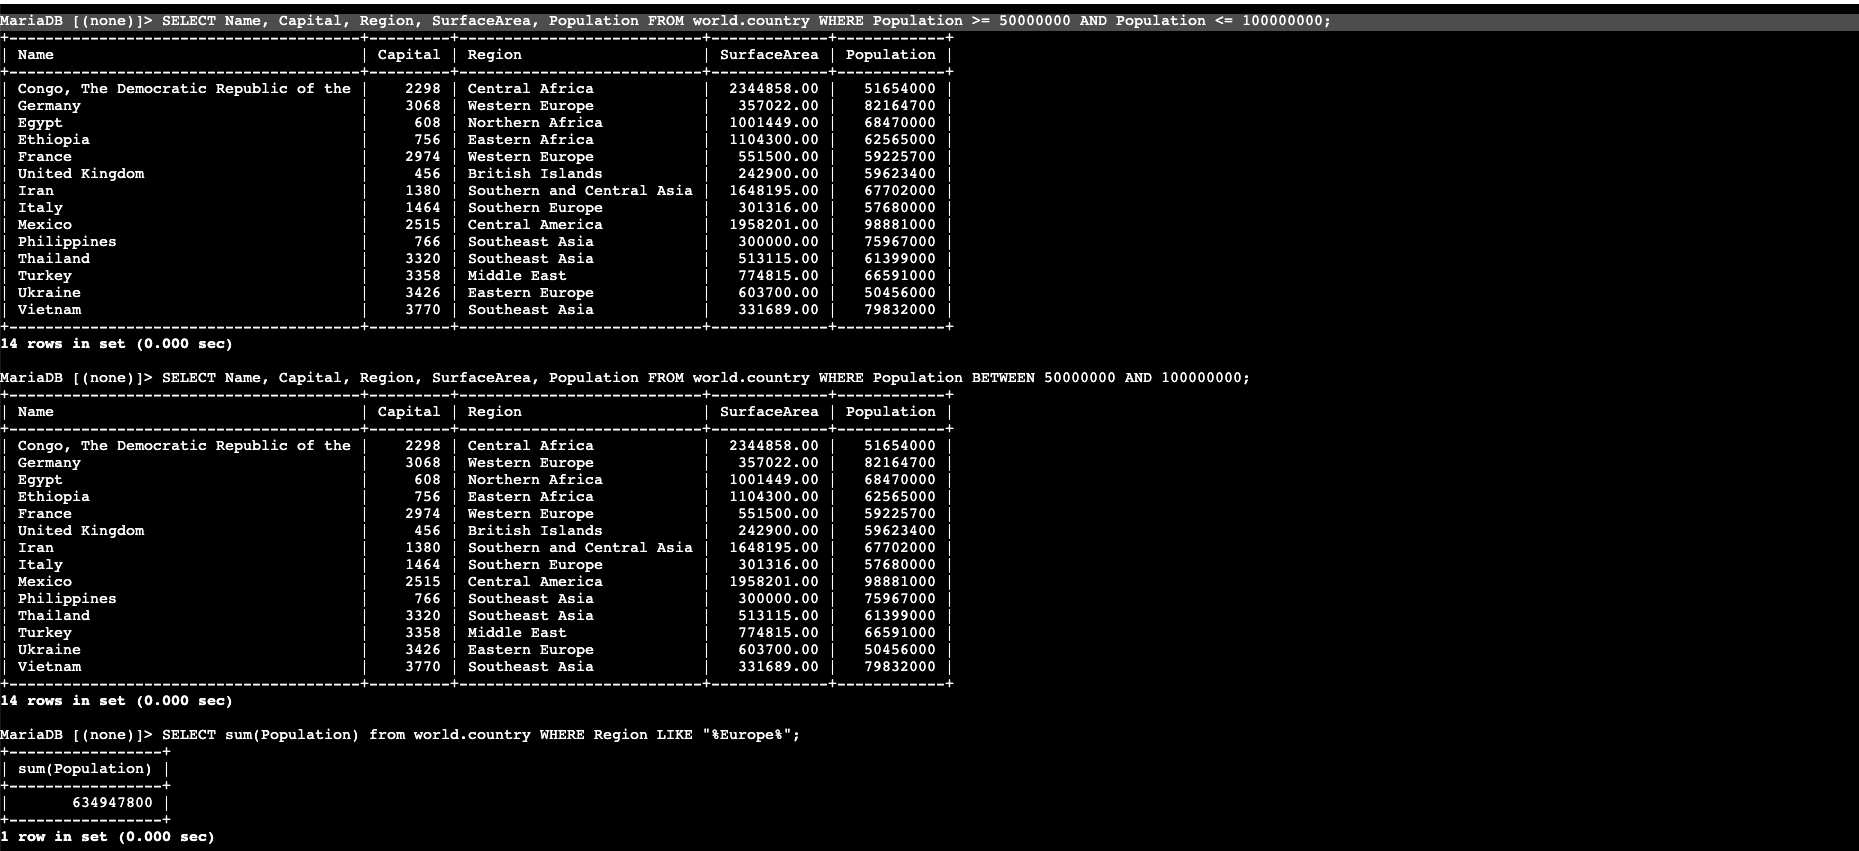 MariaDB [(none)]> SELECT Name, Capital, Region, SurfaceArea, Population FROM world.country WHERE Population >= 50000000 AND Population <= 100000000;
+---------------------------------------+---------+---------------------------+-------------+------------+
| Name                                  | Capital | Region                    | SurfaceArea | Population |
+---------------------------------------+---------+---------------------------+-------------+------------+
| Congo, The Democratic Republic of the |    2298 | Central Africa            |  2344858.00 |   51654000 |
| Germany                               |    3068 | Western Europe            |   357022.00 |   82164700 |
| Egypt                                 |     608 | Northern Africa           |  1001449.00 |   68470000 |
| Ethiopia                              |     756 | Eastern Africa            |  1104300.00 |   62565000 |
| France                                |    2974 | Western Europe            |   551500.00 |   59225700 |
| United Kingdom                        |     456 | British Islands           |   242900.00 |   59623400 |
| Iran                                  |    1380 | Southern and Central Asia |  1648195.00 |   67702000 |
| Italy                                 |    1464 | Southern Europe           |   301316.00 |   57680000 |
| Mexico                                |    2515 | Central America           |  1958201.00 |   98881000 |
| Philippines                           |     766 | Southeast Asia            |   300000.00 |   75967000 |
| Thailand                              |    3320 | Southeast Asia            |   513115.00 |   61399000 |
| Turkey                                |    3358 | Middle East               |   774815.00 |   66591000 |
| Ukraine                               |    3426 | Eastern Europe            |   603700.00 |   50456000 |
| Vietnam                               |    3770 | Southeast Asia            |   331689.00 |   79832000 |
+---------------------------------------+---------+---------------------------+-------------+------------+
14 rows in set (0.000 sec)
MariaDB [(none)]> SELECT Name, Capital, Region, SurfaceArea, Population FROM world.country WHERE Population BETWEEN 50000000 AND 100000000;
+---------------------------------------+---------+---------------------------+-------------+------------+
| Name                                  | Capital | Region                    | SurfaceArea | Population |
+---------------------------------------+---------+---------------------------+-------------+------------+
| Congo, The Democratic Republic of the |    2298 | Central Africa            |  2344858.00 |   51654000 |
| Germany                               |    3068 | Western Europe            |   357022.00 |   82164700 |
| Egypt                                 |     608 | Northern Africa           |  1001449.00 |   68470000 |
| Ethiopia                              |     756 | Eastern Africa            |  1104300.00 |   62565000 |
| France                                |    2974 | Western Europe            |   551500.00 |   59225700 |
| United Kingdom                        |     456 | British Islands           |   242900.00 |   59623400 |
| Iran                                  |    1380 | Southern and Central Asia |  1648195.00 |   67702000 |
| Italy                                 |    1464 | Southern Europe           |   301316.00 |   57680000 |
| Mexico                                |    2515 | Central America           |  1958201.00 |   98881000 |
| Philippines                           |     766 | Southeast Asia            |   300000.00 |   75967000 |
| Thailand                              |    3320 | Southeast Asia            |   513115.00 |   61399000 |
| Turkey                                |    3358 | Middle East               |   774815.00 |   66591000 |
| Ukraine                               |    3426 | Eastern Europe            |   603700.00 |   50456000 |
| Vietnam                               |    3770 | Southeast Asia            |   331689.00 |   79832000 |
+---------------------------------------+---------+---------------------------+-------------+------------+
14 rows in set (0.000 sec)
MariaDB [(none)]> SELECT sum(Population) from world.country WHERE Region LIKE "%Europe%";
+-----------------+
| sum(Population) |
+-----------------+
|       634947800 |
+-----------------+
1 row in set (0.000 sec)